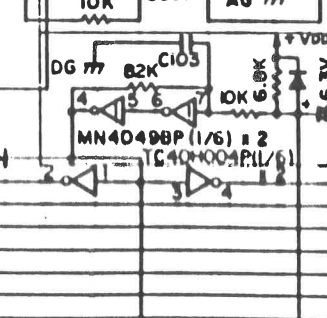 10K
+VDD
DG
C103
82K
6.8K
4 5 6 7
10K
MN4049BP (1/6) x 2
TC40H004P(1/6)
2 1 3 4 x 2